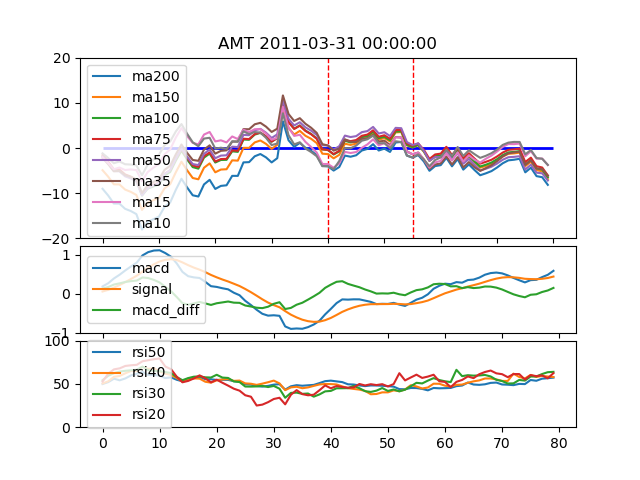 AMT 2011-03-31 00:00:00
20
10
0
−10
−20
ma200
ma150
ma100
ma75
ma50
ma35
ma15
ma10
1
0
−1
macd
signal
macd_diff
100
50
0
rsi50
rsi40
rsi30
rsi20
0 10 20 30 40 50 60 70 80